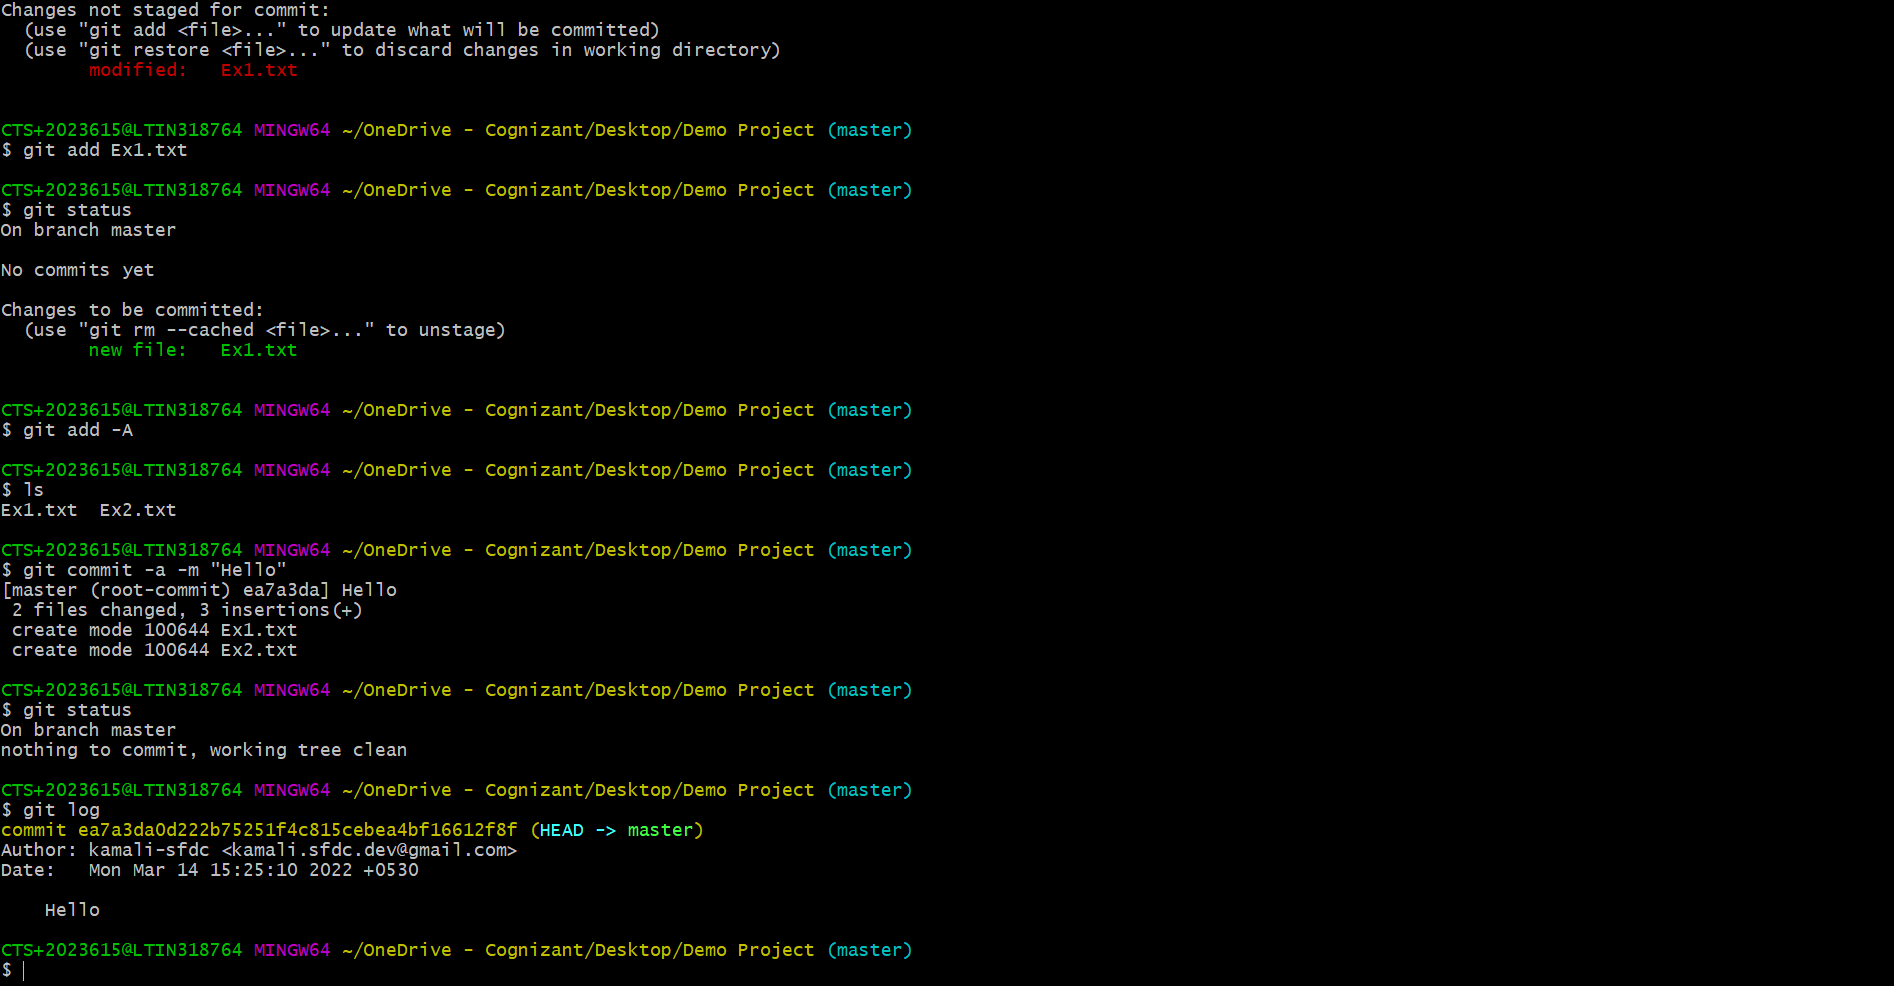 Changes not staged for commit:
  (use "git add <file>..." to update what will be committed)
  (use "git restore <file>..." to discard changes in working directory)
        modified:   Ex1.txt
CTS+2023615@LTIN318764 MINGW64 ~/OneDrive - Cognizant/Desktop/Demo Project (master)
$ git add Ex1.txt
CTS+2023615@LTIN318764 MINGW64 ~/OneDrive - Cognizant/Desktop/Demo Project (master)
$ git status
On branch master
No commits yet
Changes to be committed:
  (use "git rm --cached <file>..." to unstage)
        new file:   Ex1.txt
CTS+2023615@LTIN318764 MINGW64 ~/OneDrive - Cognizant/Desktop/Demo Project (master)
$ git add -A
CTS+2023615@LTIN318764 MINGW64 ~/OneDrive - Cognizant/Desktop/Demo Project (master)
$ ls
Ex1.txt  Ex2.txt
CTS+2023615@LTIN318764 MINGW64 ~/OneDrive - Cognizant/Desktop/Demo Project (master)
$ git commit -a -m "Hello"
[master (root-commit) ea7a3da] Hello
 2 files changed, 3 insertions(+)
 create mode 100644 Ex1.txt
 create mode 100644 Ex2.txt
CTS+2023615@LTIN318764 MINGW64 ~/OneDrive - Cognizant/Desktop/Demo Project (master)
$ git status
On branch master
nothing to commit, working tree clean
CTS+2023615@LTIN318764 MINGW64 ~/OneDrive - Cognizant/Desktop/Demo Project (master)
$ git log
commit ea7a3da0d222b75251f4c815cebea4bf16612f8f (HEAD -> master)
Author: kamali-sfdc <kamali.sfdc.dev@gmail.com>
Date:   Mon Mar 14 15:25:10 2022 +0530
    Hello
CTS+2023615@LTIN318764 MINGW64 ~/OneDrive - Cognizant/Desktop/Demo Project (master)
$